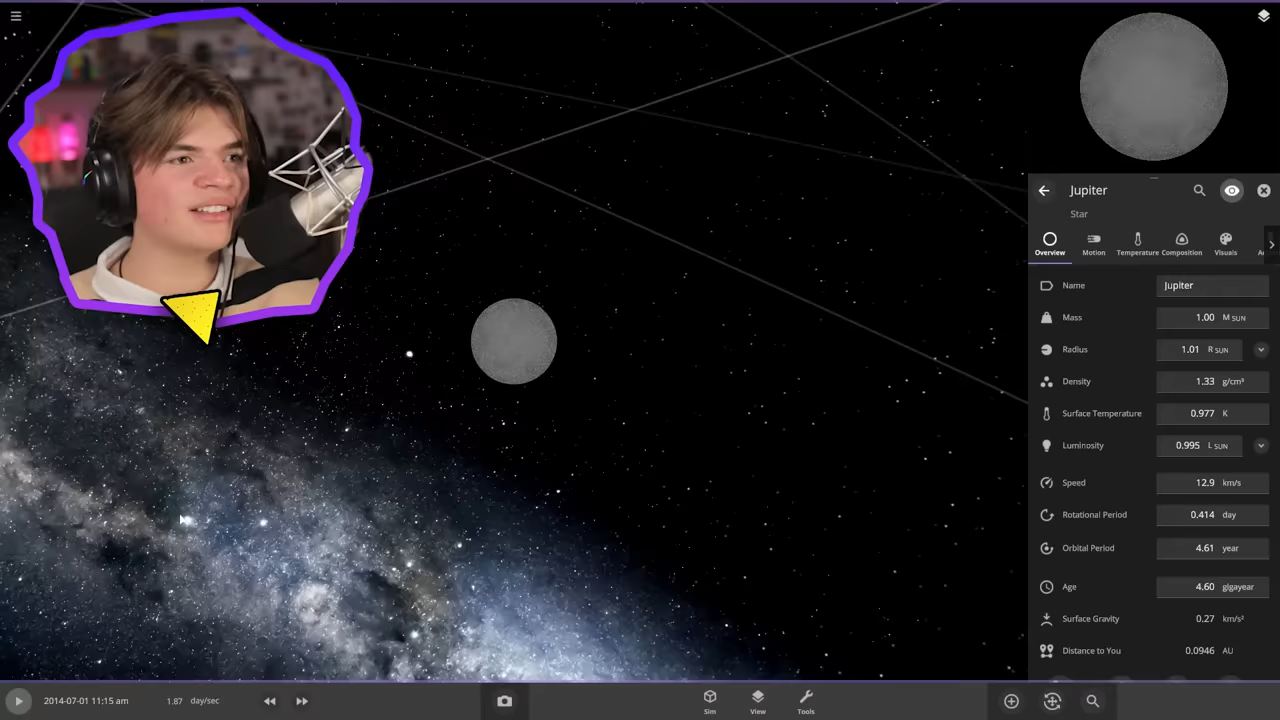 Jupiter
Star
Overview Motion Temperature Composition Visuals
Name Jupiter
Mass 1.00 M SUN
Radius 1.01 R SUN
Density 1.33 g/cm³
Surface Temperature 0.977 K
Luminosity 0.995 L SUN
Speed 12.9 km/s
Rotational Period 0.414 day
Orbital Period 4.61 year
Age 4.60 gigayear
Surface Gravity 0.27 km/s²
Distance to You 0.0946 AU
2014-07-01 11:15 am 1.87 day/sec Sim View Tools